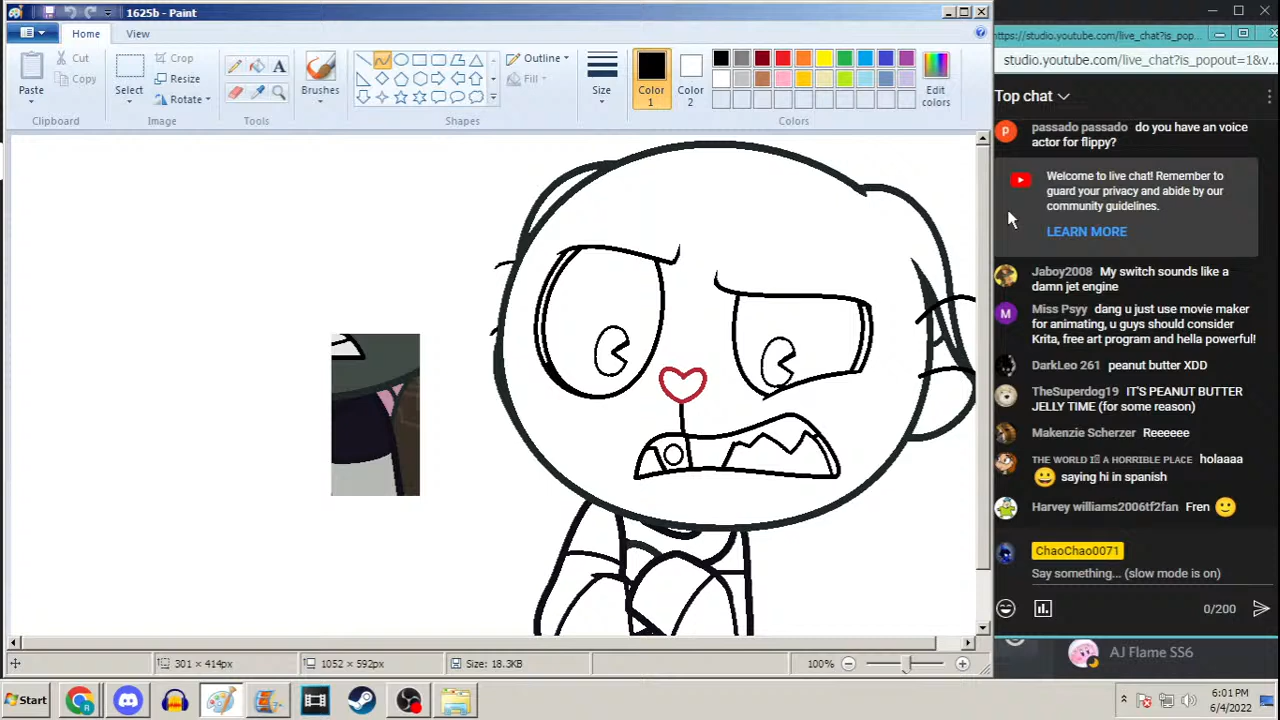 1625b - Paint
Home
View
Paste
Cut
Copy
Select
Crop
Resize
Rotate
A
Brushes
Outline
Fill
Size
Color
1
Color
2
Edit
colors
Clipboard
Image
Tools
Shapes
Colors
301 × 414px
1052 × 592px
Size: 18.3KB
100%
https://studio.youtube.com/live_chat?is_pop...
studio.youtube.com/live_chat?is_popout=1&v...
Top chat
P
passado passado do you have an voice
actor for flippy?
Welcome to live chat! Remember to
guard your privacy and abide by our
community guidelines.
LEARN MORE
Jaboy2008 My switch sounds like a
damn jet engine
M
Miss Psyy dang u just use movie maker
for animating, u guys should consider
Krita, free art program and hella powerful!
DarkLeo 261 peanut butter XDD
TheSuperdog19 IT'S PEANUT BUTTER
JELLY TIME (for some reason)
Makenzie Scherzer Reeeeee
THE WORLD IS A HORRIBLE PLACE holaaaa
saying hi in spanish
Harvey williams2006tf2fan Fren
ChaoChao0071
Say something... (slow mode is on)
0/200
AJ Flame SS6
Start
6:01 PM
6/4/2022